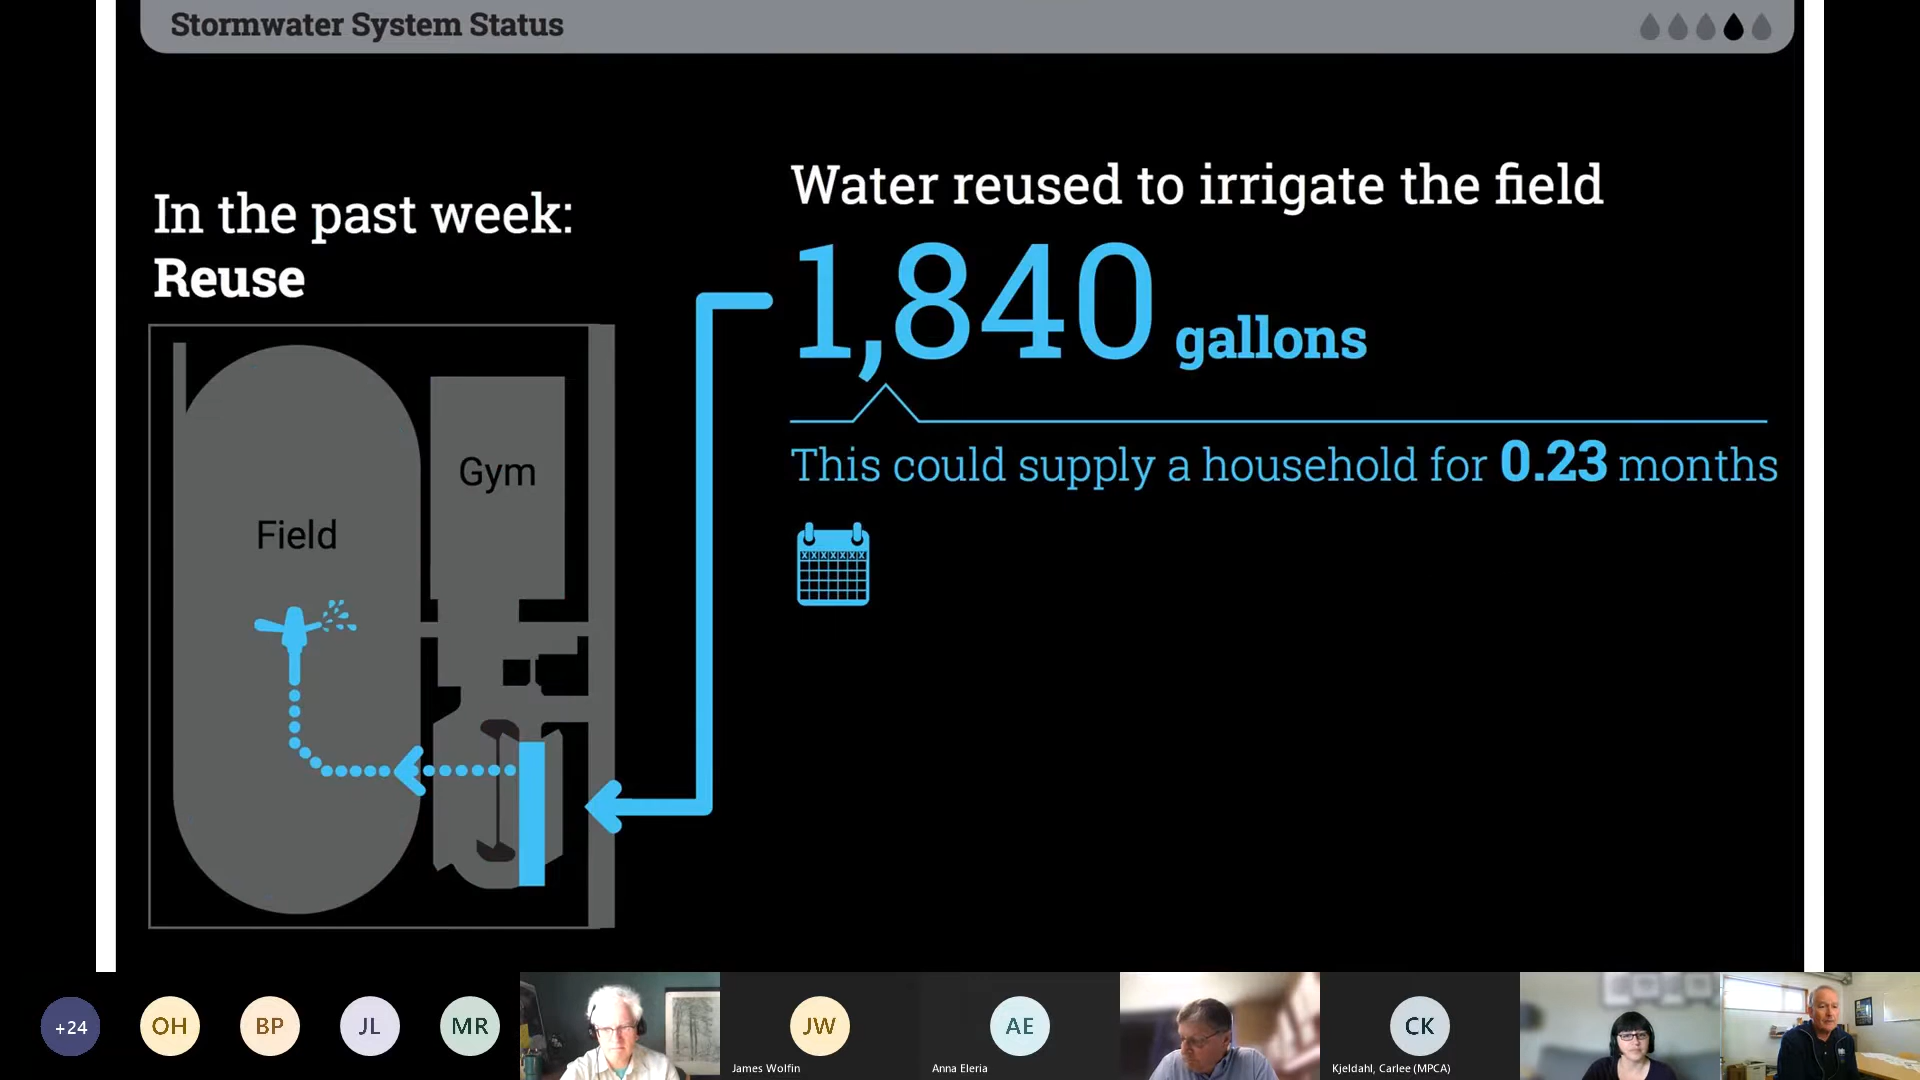 Stormwater System Status
In the past week:
Reuse
Water reused to irrigate the field
1,840 gallons
This could supply a household for 0.23 months
Gym
Field
+24
OH
BP
JL
MR
JW
James Wolfin
AE
Anna Eleria
CK
Kjeldahl, Carlee (MPCA)